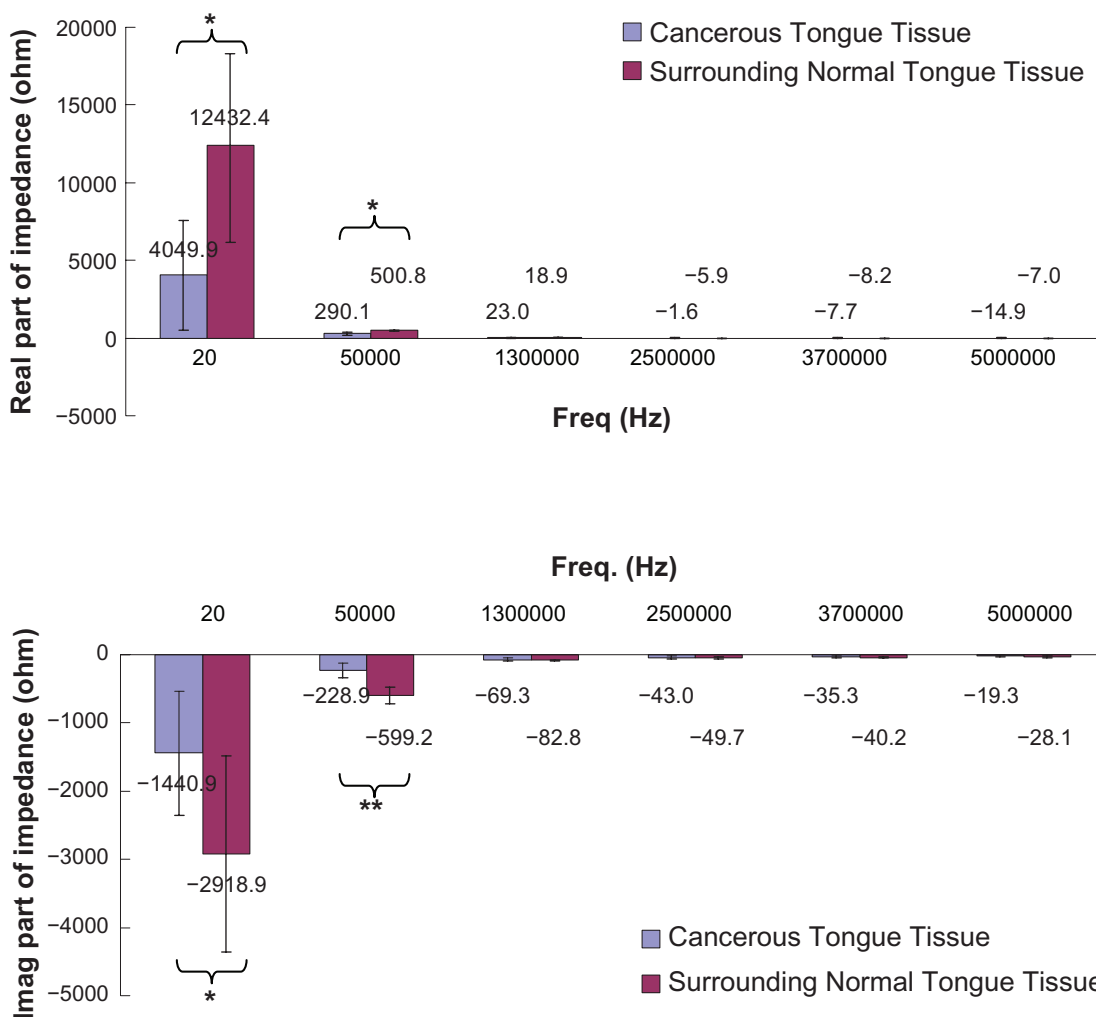 20000
15000
10000
5000
0
−5000
Real part of impedance (ohm)
Cancerous Tongue Tissue
Surrounding Normal Tongue Tissue
*
12432.4
4049.9
*
500.8 18.9 −5.9 −8.2 −7.0
290.1 23.0 −1.6 −7.7 −14.9
20 50000 1300000 2500000 3700000 5000000
Freq (Hz)
Freq. (Hz)
20 50000 1300000 2500000 3700000 5000000
0
−1000
−2000
−3000
−4000
−5000
Imag part of impedance (ohm)
−228.9 −69.3 −43.0 −35.3 −19.3
−599.2 −82.8 −49.7 −40.2 −28.1
−1440.9
**
−2918.9
*
Cancerous Tongue Tissue
Surrounding Normal Tongue Tissue